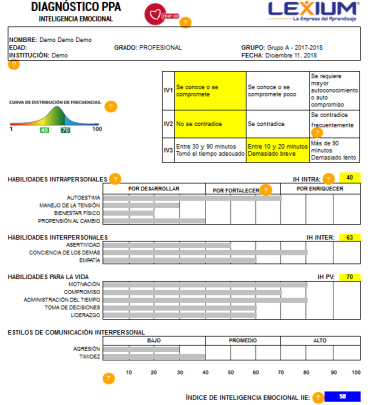 DIAGNÓSTICO PPA
INTELIGENCIA EMOCIONAL
LEXIUM
La Empresa del Aprendizaje
NOMBRE: Demo Demo Demo
EDAD:
GRADO: PROFESIONAL
GRUPO: Grupo A - 2017-2018
INSTITUCIÓN: Demo
FECHA: Diciembre 11, 2018
?
CURVA DE DISTRIBUCIÓN DE FRECUENCIAS.
?
1 40 70 100
IV1 Se conoce o se compromete
Se conoce o se compromete poco
Se requiere mayor autoconocimiento o auto compromiso
IV2 No se contradice
Se contradice
Se contradice frecuentemente
?
IV3 Entre 30 y 90 minutos Tomó el tiempo adecuado
Entre 10 y 20 minutos Demasiado breve
Más de 90 minutos Demasiado lento
HABILIDADES INTRAPERSONALES ? IH INTRA: ? 40
POR DESARROLLAR POR FORTALECER ? POR ENRIQUECER
AUTOESTIMA
MANEJO DE LA TENSIÓN
BIENESTAR FÍSICO
PROPENSIÓN AL CAMBIO
HABILIDADES INTERPERSONALES IH INTER: 63
ASERTIVIDAD
CONCIENCIA DE LOS DEMÁS
EMPATÍA
HABILIDADES PARA LA VIDA IH PV: 70
MOTIVACIÓN
COMPROMISO
ADMINISTRACIÓN DEL TIEMPO
TOMA DE DECISIONES
LIDERAZGO
ESTILOS DE COMUNICACIÓN INTERPERSONAL
BAJO PROMEDIO ALTO
AGRESIÓN
TIMIDEZ
? 10 20 30 40 50 60 70 80 90 100
ÍNDICE DE INTELIGENCIA EMOCIONAL IIE: ? 58